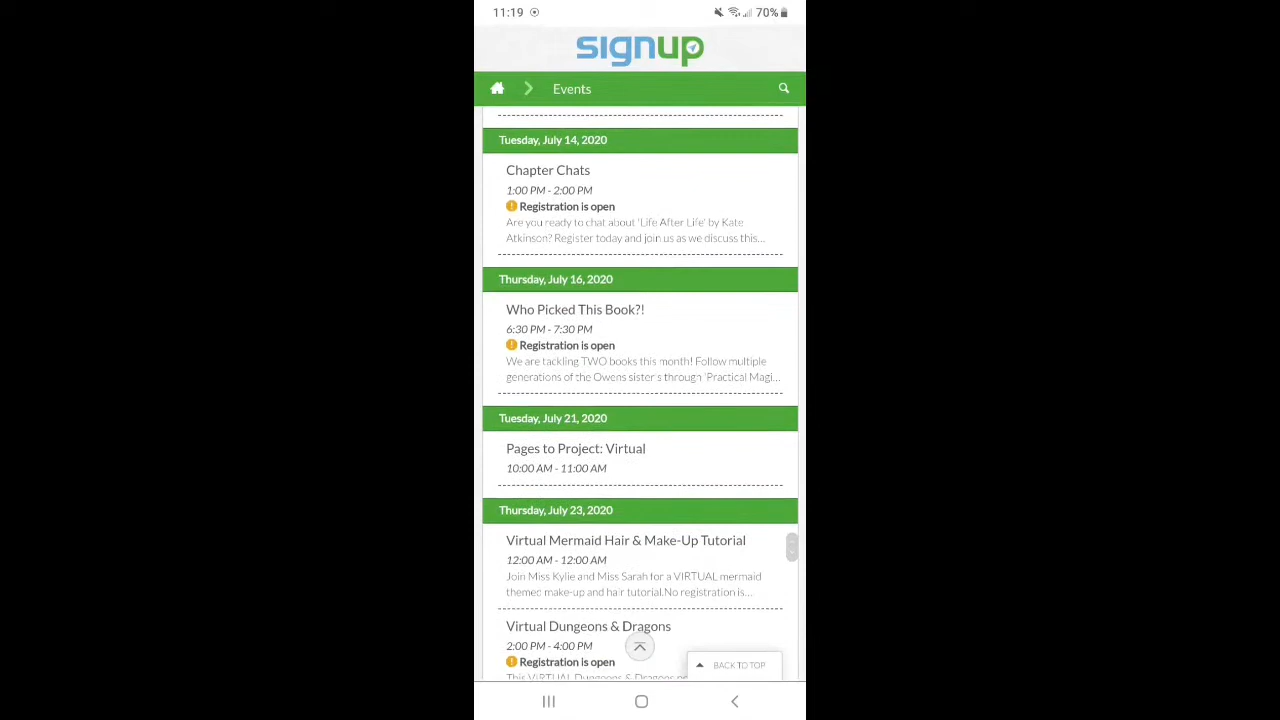 11:19
70%
signup
Events
Tuesday, July 14, 2020
Chapter Chats
1:00 PM - 2:00 PM
Registration is open
Are you ready to chat about 'Life After Life' by Kate
Atkinson? Register today and join us as we discuss this...
Thursday, July 16, 2020
Who Picked This Book?!
6:30 PM - 7:30 PM
Registration is open
We are tackling TWO books this month! Follow multiple
generations of the Owens sister's through 'Practical Magi...
Tuesday, July 21, 2020
Pages to Project: Virtual
10:00 AM - 11:00 AM
Thursday, July 23, 2020
Virtual Mermaid Hair & Make-Up Tutorial
12:00 AM - 12:00 AM
Join Miss Kylie and Miss Sarah for a VIRTUAL mermaid
themed make-up and hair tutorial.No registration is...
Virtual Dungeons & Dragons
2:00 PM - 4:00 PM
Registration is open
BACK TO TOP
This VIRTUAL Dungeons & Dragons